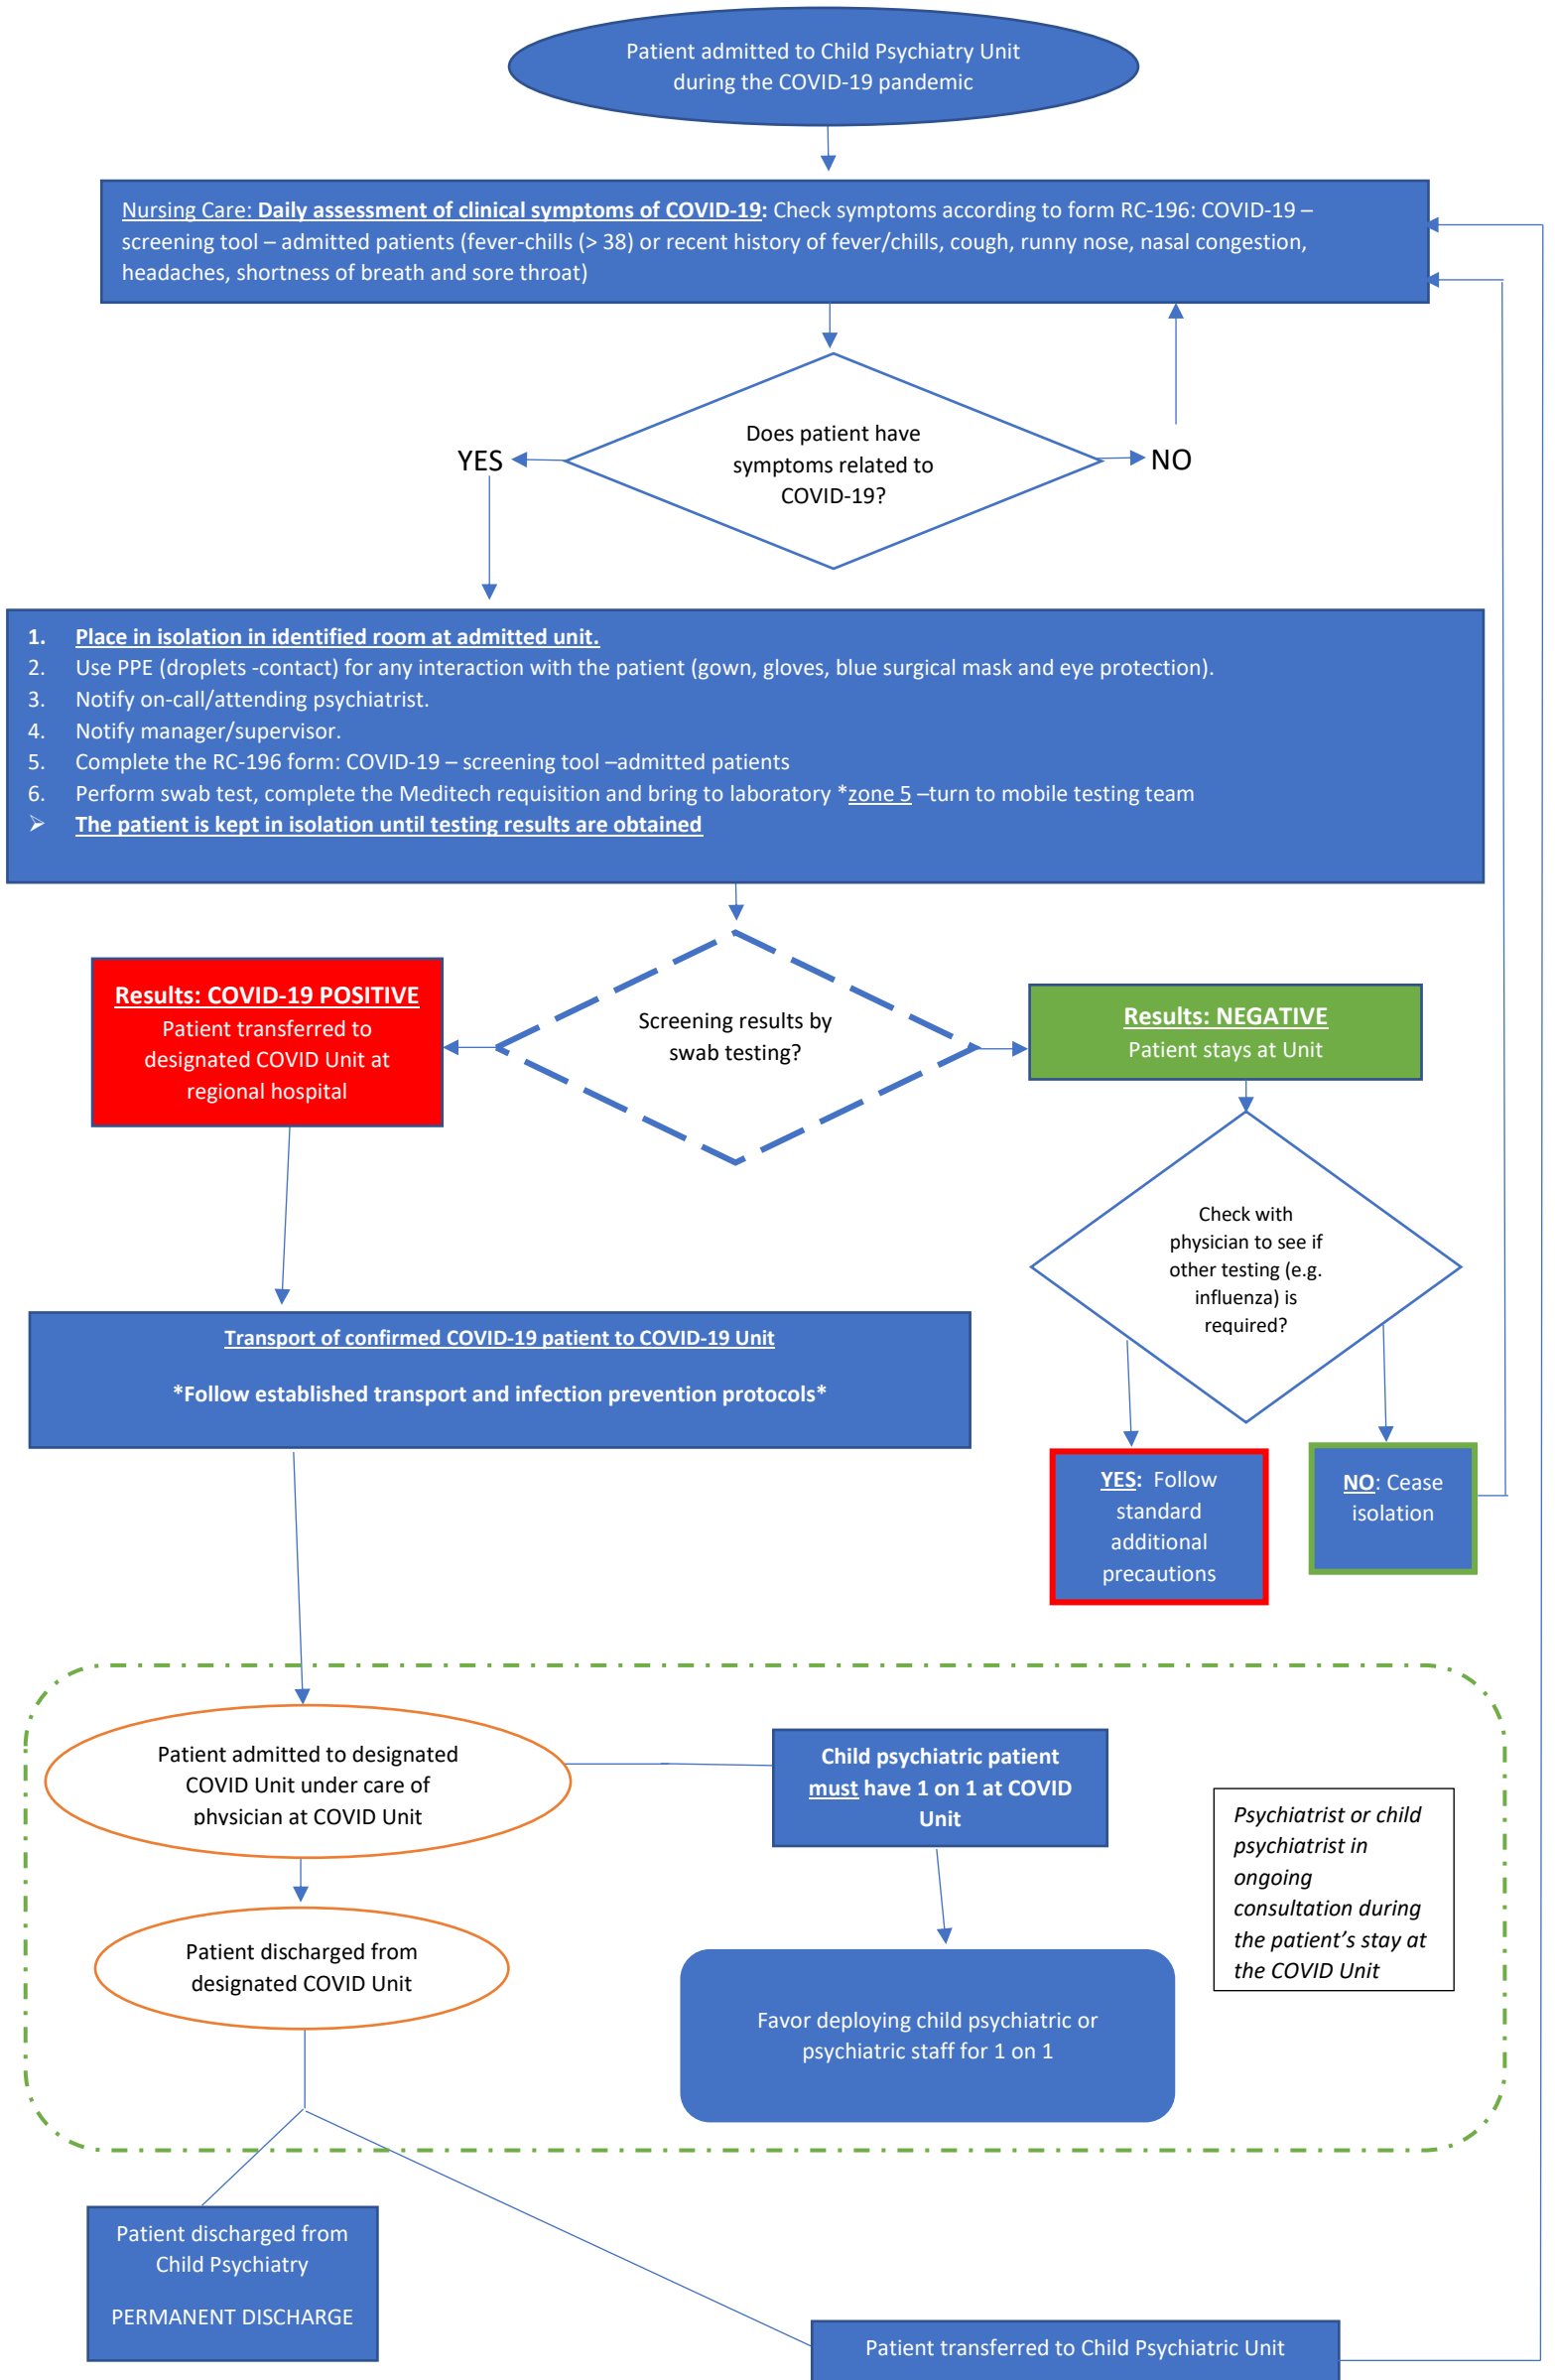 Patient admitted to Child Psychiatry Unit
during the COVID-19 pandemic
Nursing Care: Daily assessment of clinical symptoms of COVID-19: Check symptoms according to form RC-196: COVID-19 –
screening tool – admitted patients (fever-chills (> 38) or recent history of fever/chills, cough, runny nose, nasal congestion,
headaches, shortness of breath and sore throat)
Does patient have
symptoms related to
COVID-19?
YES
NO
1. Place in isolation in identified room at admitted unit.
2. Use PPE (droplets -contact) for any interaction with the patient (gown, gloves, blue surgical mask and eye protection).
3. Notify on-call/attending psychiatrist.
4. Notify manager/supervisor.
5. Complete the RC-196 form: COVID-19 – screening tool –admitted patients
6. Perform swab test, complete the Meditech requisition and bring to laboratory *zone 5 –turn to mobile testing team
➢ The patient is kept in isolation until testing results are obtained
Results: COVID-19 POSITIVE
Patient transferred to
designated COVID Unit at
regional hospital
Screening results by
swab testing?
Results: NEGATIVE
Patient stays at Unit
Check with
physician to see if
other testing (e.g.
influenza) is
required?
Transport of confirmed COVID-19 patient to COVID-19 Unit
*Follow established transport and infection prevention protocols*
YES: Follow
standard
additional
precautions
NO: Cease
isolation
Patient admitted to designated
COVID Unit under care of
physician at COVID Unit
Child psychiatric patient
must have 1 on 1 at COVID
Unit
Psychiatrist or child
psychiatrist in
ongoing
consultation during
the patient's stay at
the COVID Unit
Patient discharged from
designated COVID Unit
Favor deploying child psychiatric or
psychiatric staff for 1 on 1
Patient discharged from
Child Psychiatry
PERMANENT DISCHARGE
Patient transferred to Child Psychiatric Unit